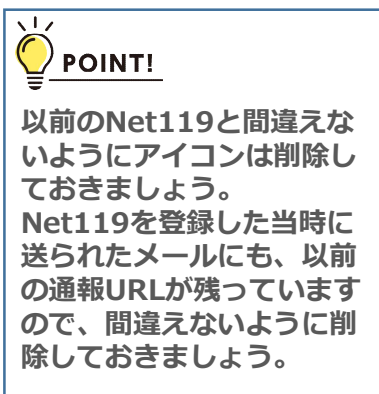 POINT!
以前のNet119と間違えな
いようにアイコンは削除し
ておきましょう。
Net119を登録した当時に
送られたメールにも、以前
の通報URLが残っています
ので、間違えないように削
除しておきましょう。